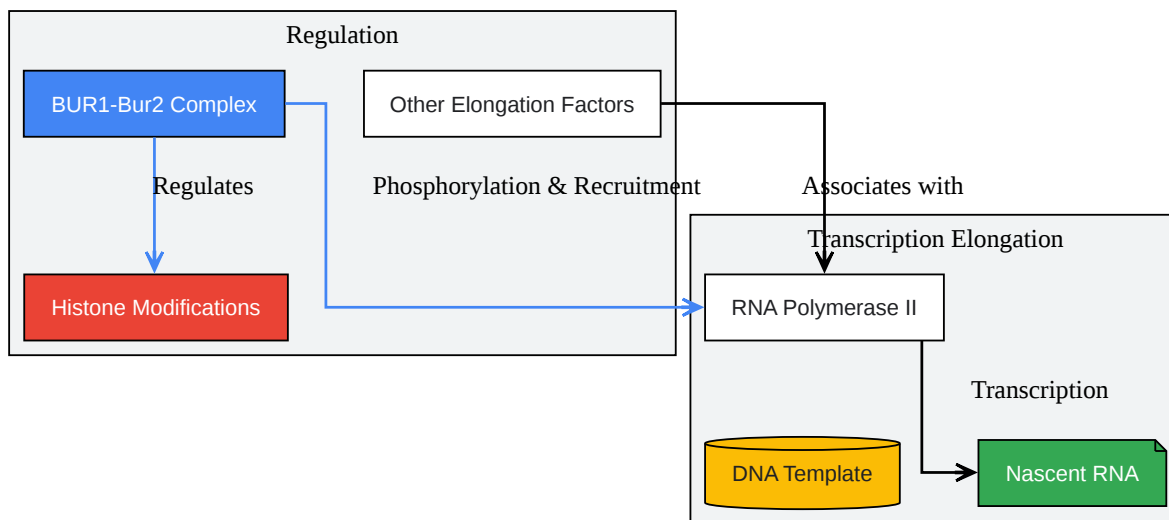 Regulation
BUR1-Bur2 Complex
Other Elongation Factors
Regulates
Phosphorylation & Recruitment
Associates with
Transcription Elongation
Histone Modifications
RNA Polymerase II
Transcription
DNA Template
Nascent RNA